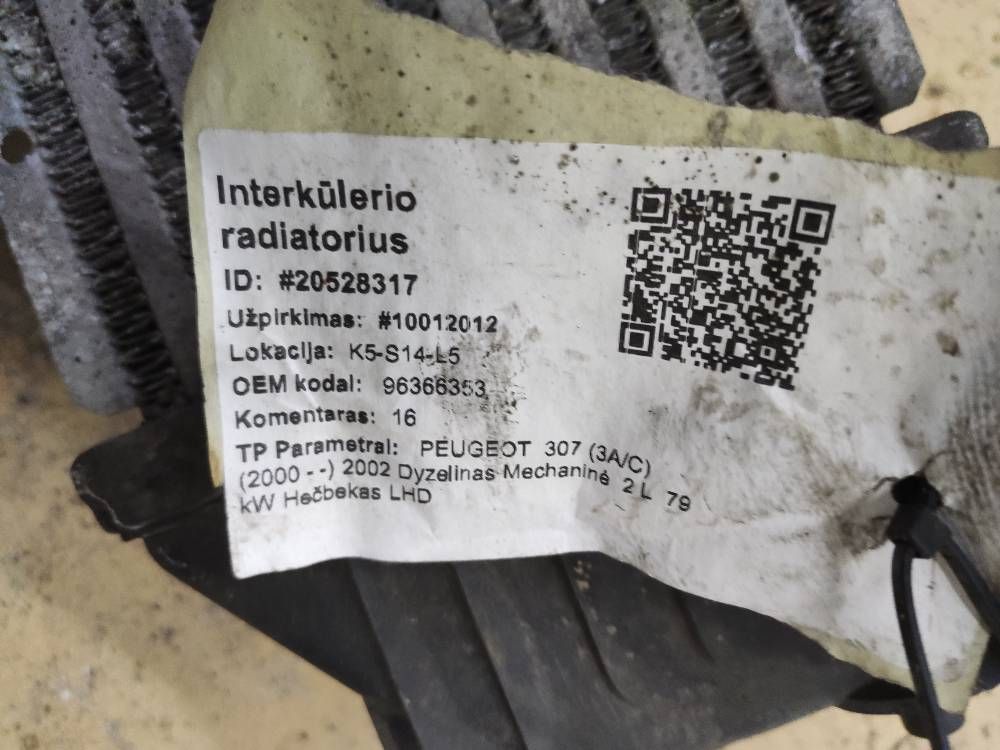 Interkūlerio
radiatorius
ID: #20528317
Užpirkimas: #10012012
Lokacija: K5-S14-L5
OEM kodai: 96366353
Komentaras: 16
TP Parametrai: PEUGEOT 307 (3A/C)
(2000 - -) 2002 Dyzelinas Mechaninė 2 L 79
kW Hečbekas LHD